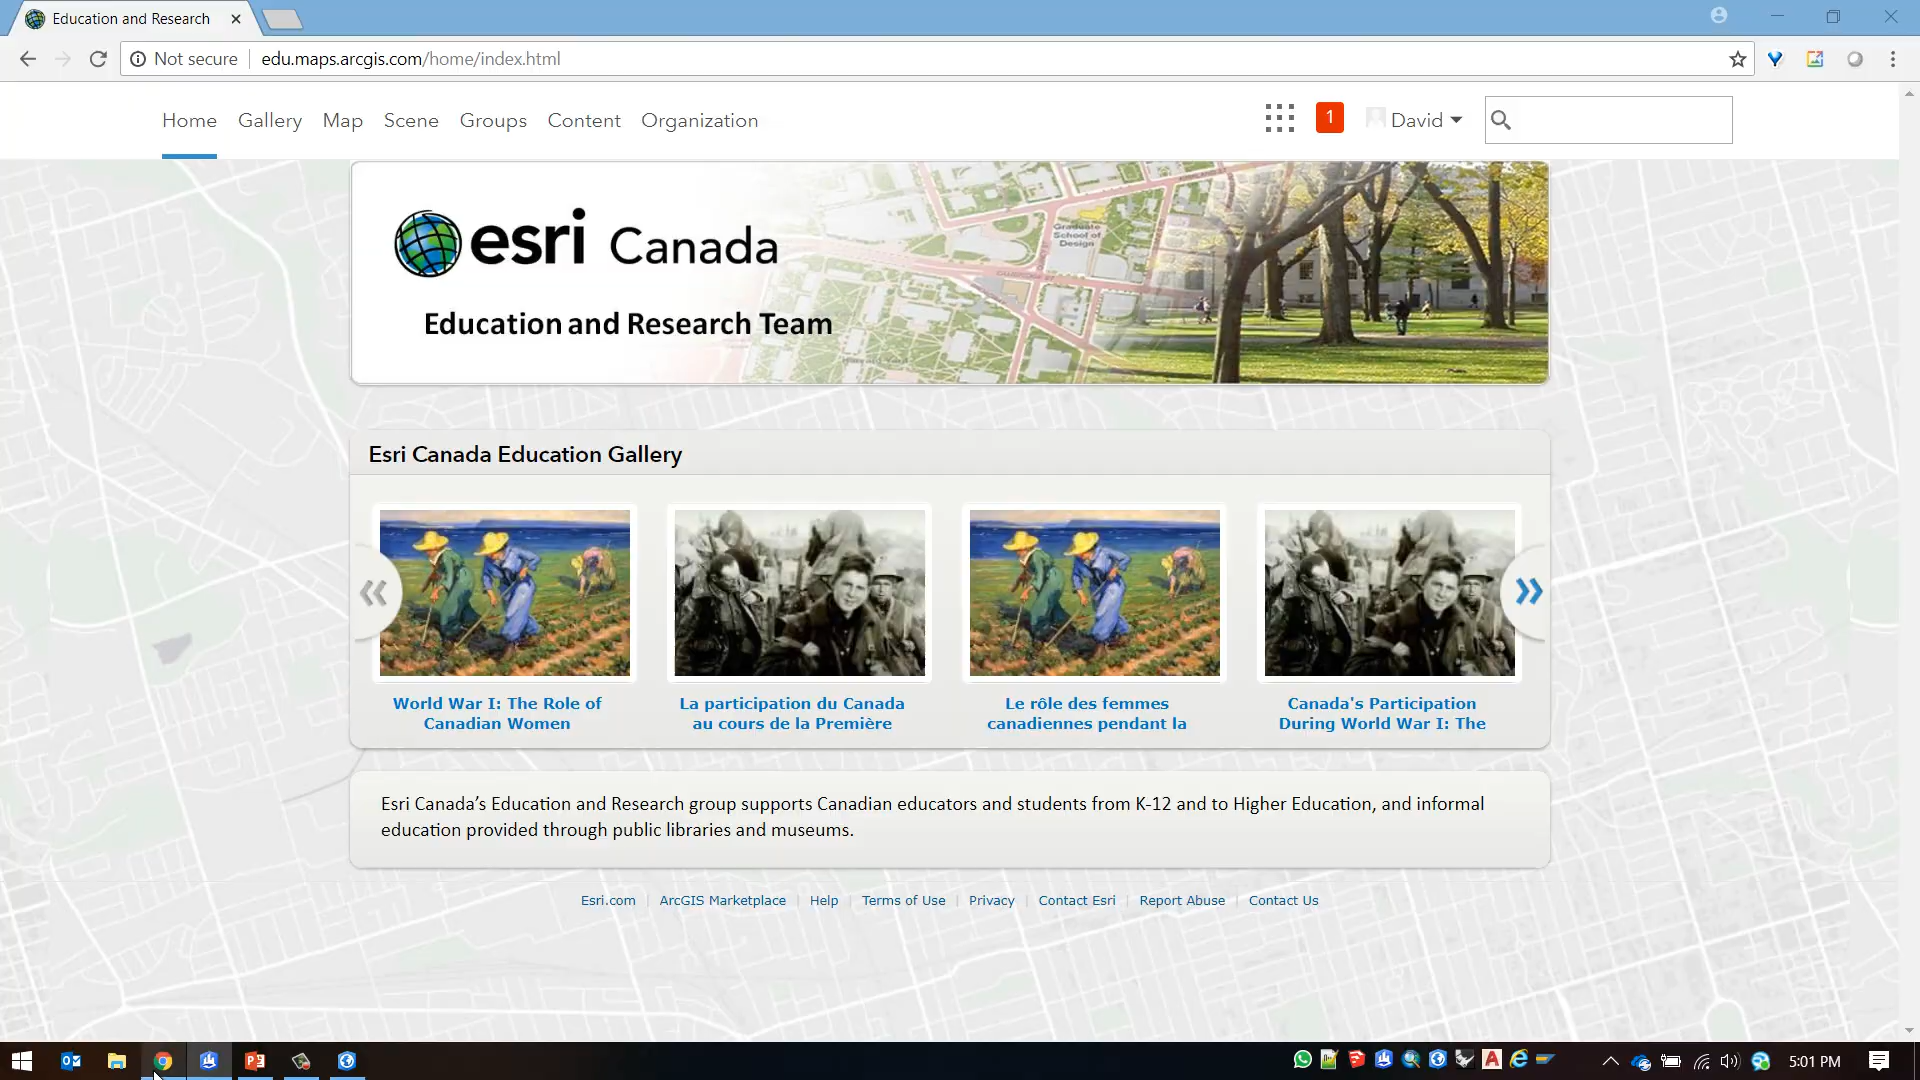 Education and Research
Not secure
edu.maps.arcgis.com/home/index.html
Home Gallery Map Scene Groups Content Organization
1
David
Graduate
School of
Design
esri Canada
Education and Research Team
Esri Canada Education Gallery
World War I: The Role of
Canadian Women
La participation du Canada
au cours de la Première
Le rôle des femmes
canadiennes pendant la
Canada's Participation
During World War I: The
Esri Canada’s Education and Research group supports Canadian educators and students from K-12 and to Higher Education, and informal
education provided through public libraries and museums.
Esri.com | ArcGIS Marketplace | Help | Terms of Use | Privacy | Contact Esri | Report Abuse | Contact Us
5:01 PM